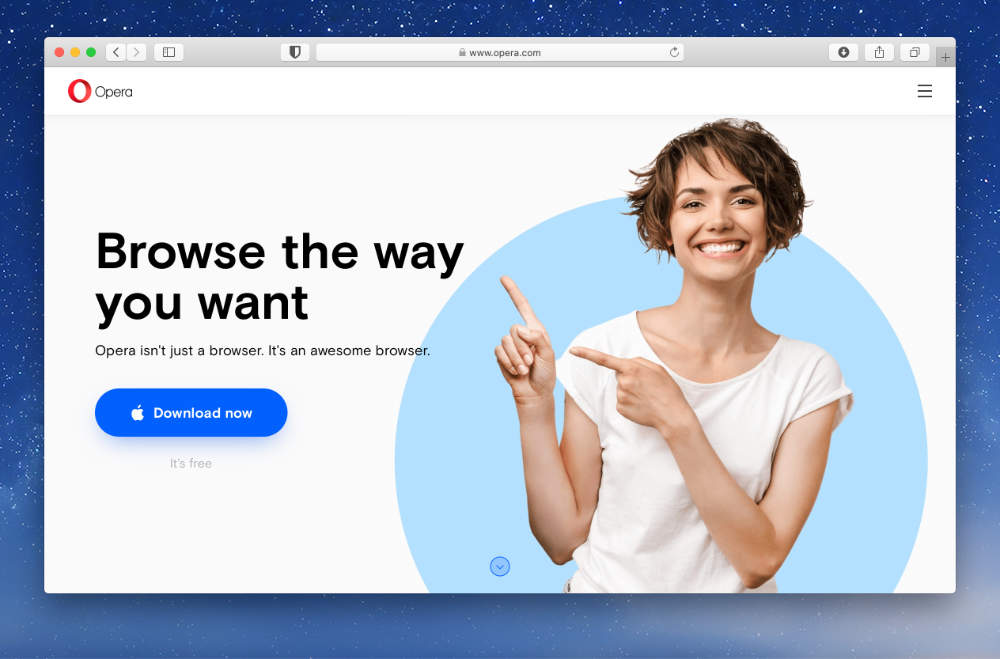 www.opera.com
Opera
Browse the way
you want
Opera isn't just a browser. It's an awesome browser.
Download now
It's free